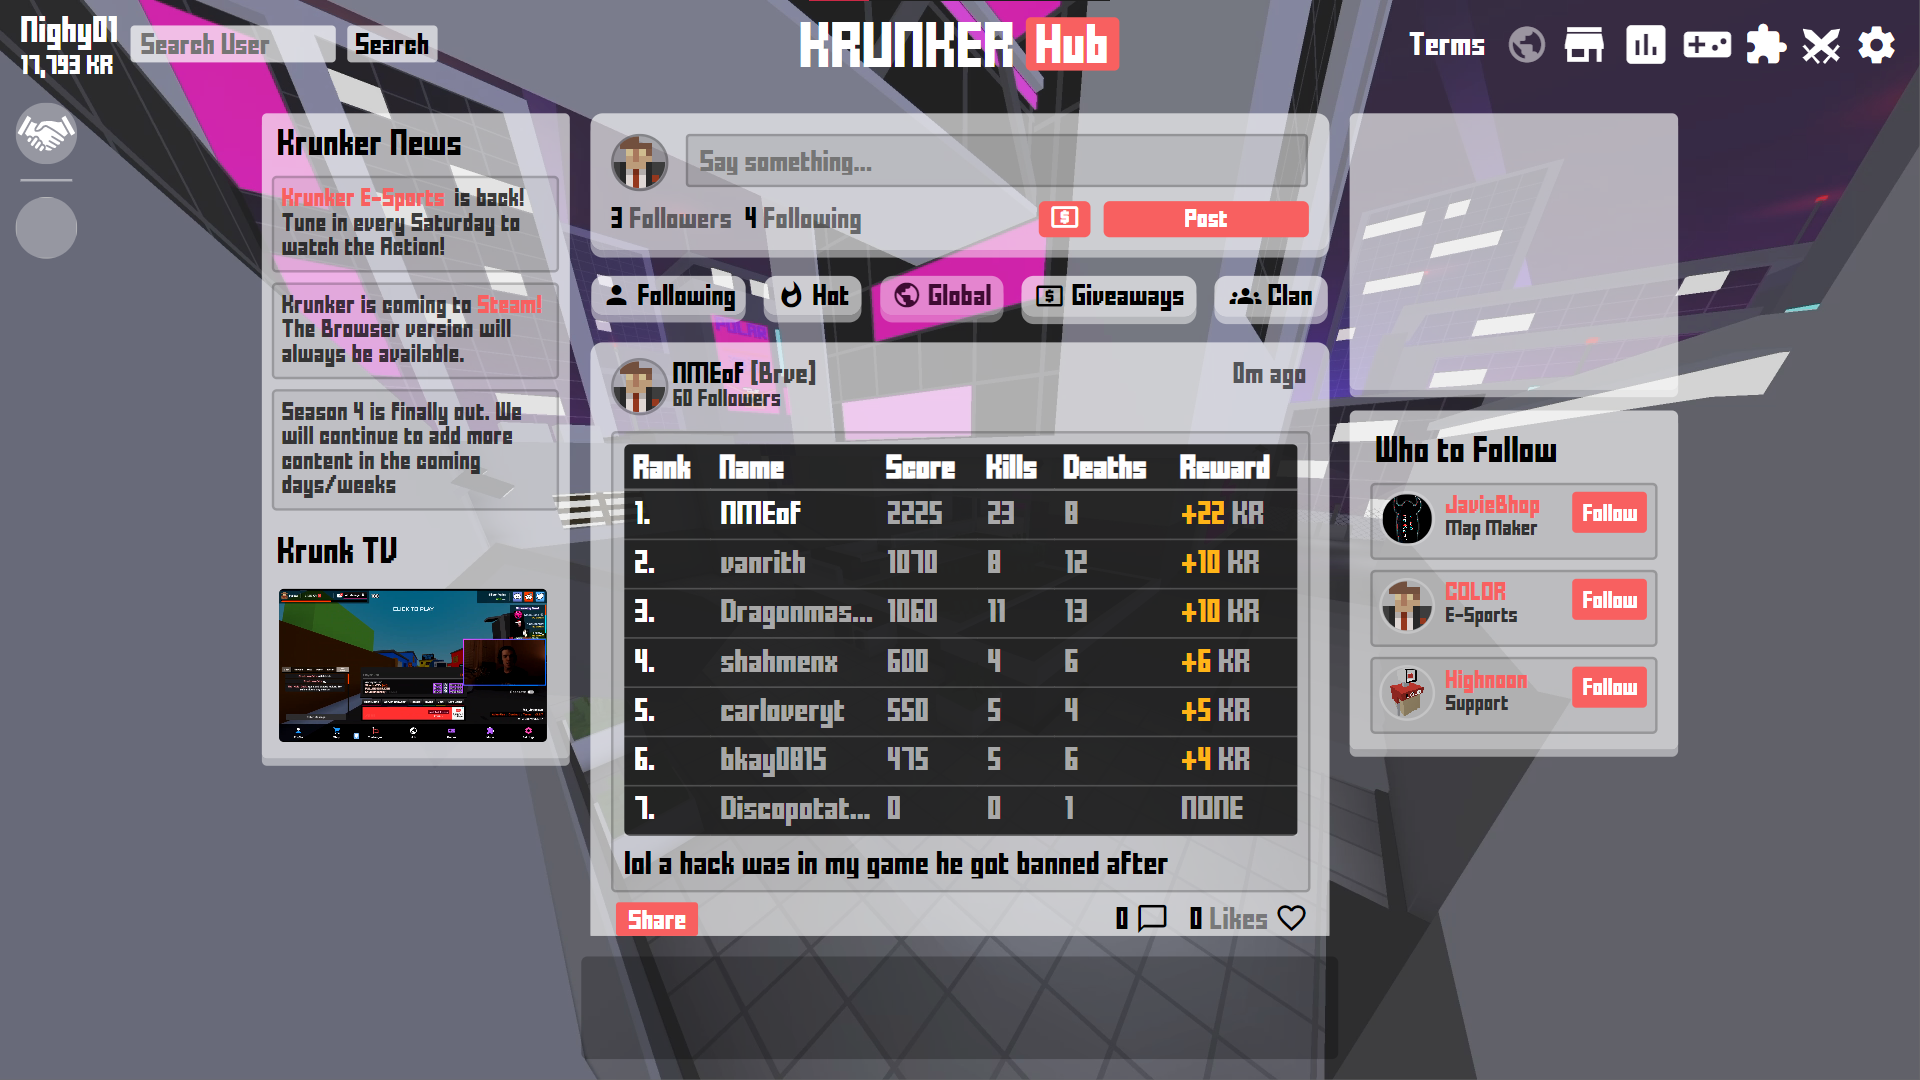 Nighy01
17,793 KR
Search User
Search
KRUNKER Hub
Terms
Krunker News
Krunker E-Sports is back!
Tune in every Saturday to
watch the Action!
Krunker is coming to Steam!
The Browser version will
always be available.
Season 4 is finally out. We
will continue to add more
content in the coming
days/weeks
Krunk TV
CLICK TO PLAY
Say something...
3 Followers 4 Following
Post
Following
Hot
Global
Giveaways
Clan
POLAR
NMEof [Brve]
0m ago
60 Followers
Rank Name Score Kills Deaths Reward
1. NMEof 2225 23 8 +22 KR
2. vanrith 1070 8 12 +10 KR
3. Dragonmas... 1060 11 13 +10 KR
4. shahmenx 600 4 6 +6 KR
5. carloveryt 550 5 4 +5 KR
6. bkay0815 475 5 6 +4 KR
7. Discopotat... 0 0 1 NONE
lol a hack was in my game he got banned after
Share
0
0 Likes
Who to Follow
JavieBhop
Map Maker
Follow
COLOR
E-Sports
Follow
Highnoon
Support
Follow